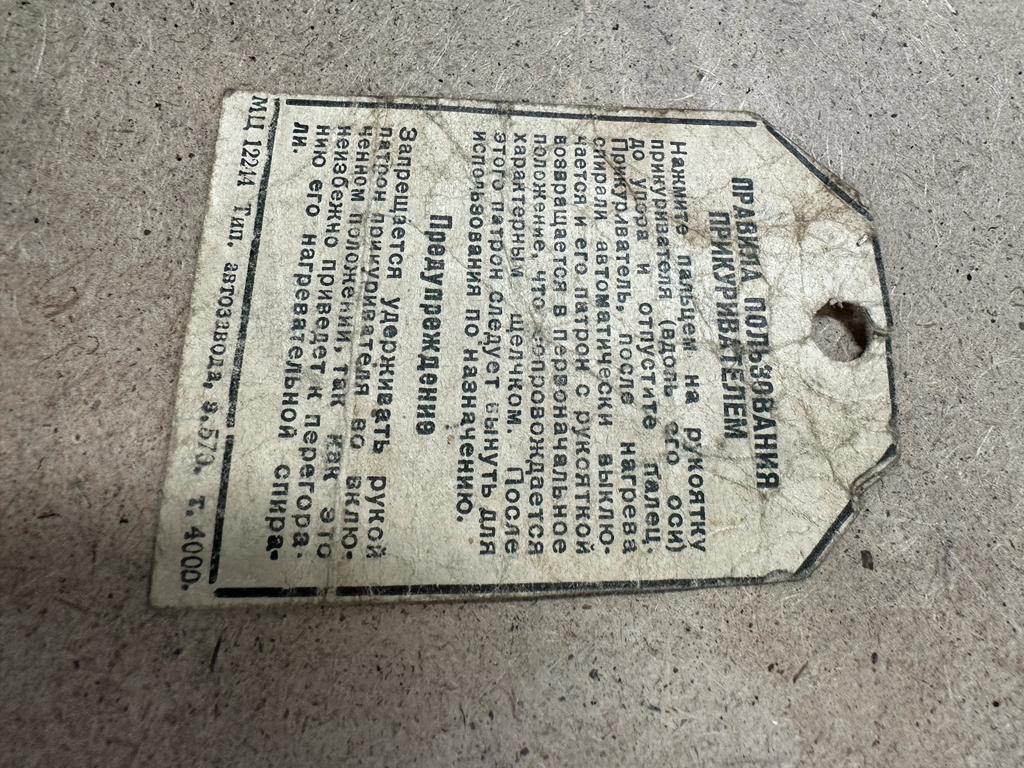 ПРАВИЛА ПОЛЬЗОВАНИЯ
ПРИКУРИВАТЕЛЕМ
Нажмите пальцем на рукоятку
прикуривателя (вдоль его оси)
до упора и отпустите палец.
Прикуриватель, после нагрева
спирали автоматически выклю-
чается и его патрон с рукояткой
возвращается в первоначальное
положение, что сопровождается
характерным щелчком. После
этого патрон следует вынуть для
использования по назначению.
Предупреждение
Запрещается удерживать рукой
патрон прикуривателя во вклю-
ченном положений, так как это
неизбежно приведет к перегора-
нию его нагревательной спира-
ли.
МЦ 12214 Тип. автозавода, з. 570. т. 4000.